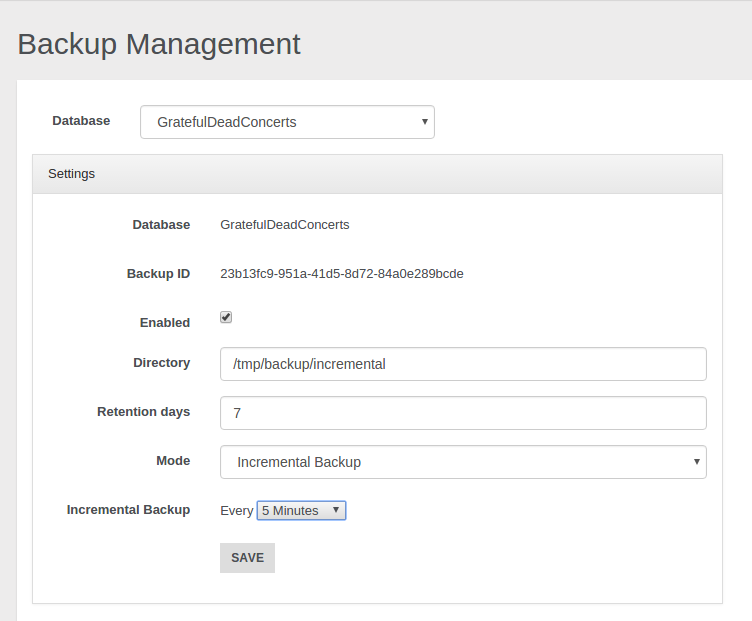 Backup Management
Database GratefulDeadConcerts
Settings
Database GratefulDeadConcerts
Backup ID 23b13fc9-951a-41d5-8d72-84a0e289bcde
Enabled
Directory /tmp/backup/incremental
Retention days 7
Mode Incremental Backup
Incremental Backup Every 5 Minutes
SAVE